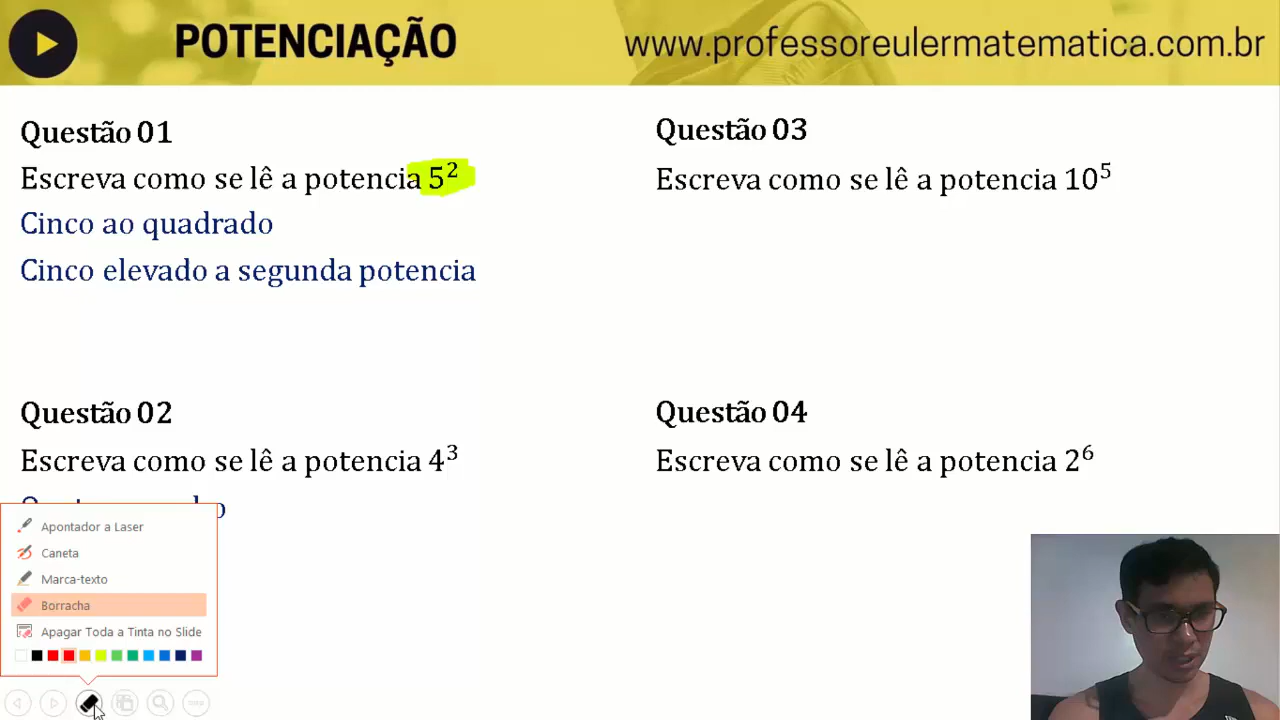 POTENCIAÇÃO
www.professoreulermatematica.com.br
Questão 01
Escreva como se lê a potencia 5²
Cinco ao quadrado
Cinco elevado a segunda potencia
Questão 02
Escreva como se lê a potencia 4³
Questão 03
Escreva como se lê a potencia 10⁵
Questão 04
Escreva como se lê a potencia 2⁶
Apontador a Laser
Caneta
Marca-texto
Borracha
Apagar Toda a Tinta no Slide